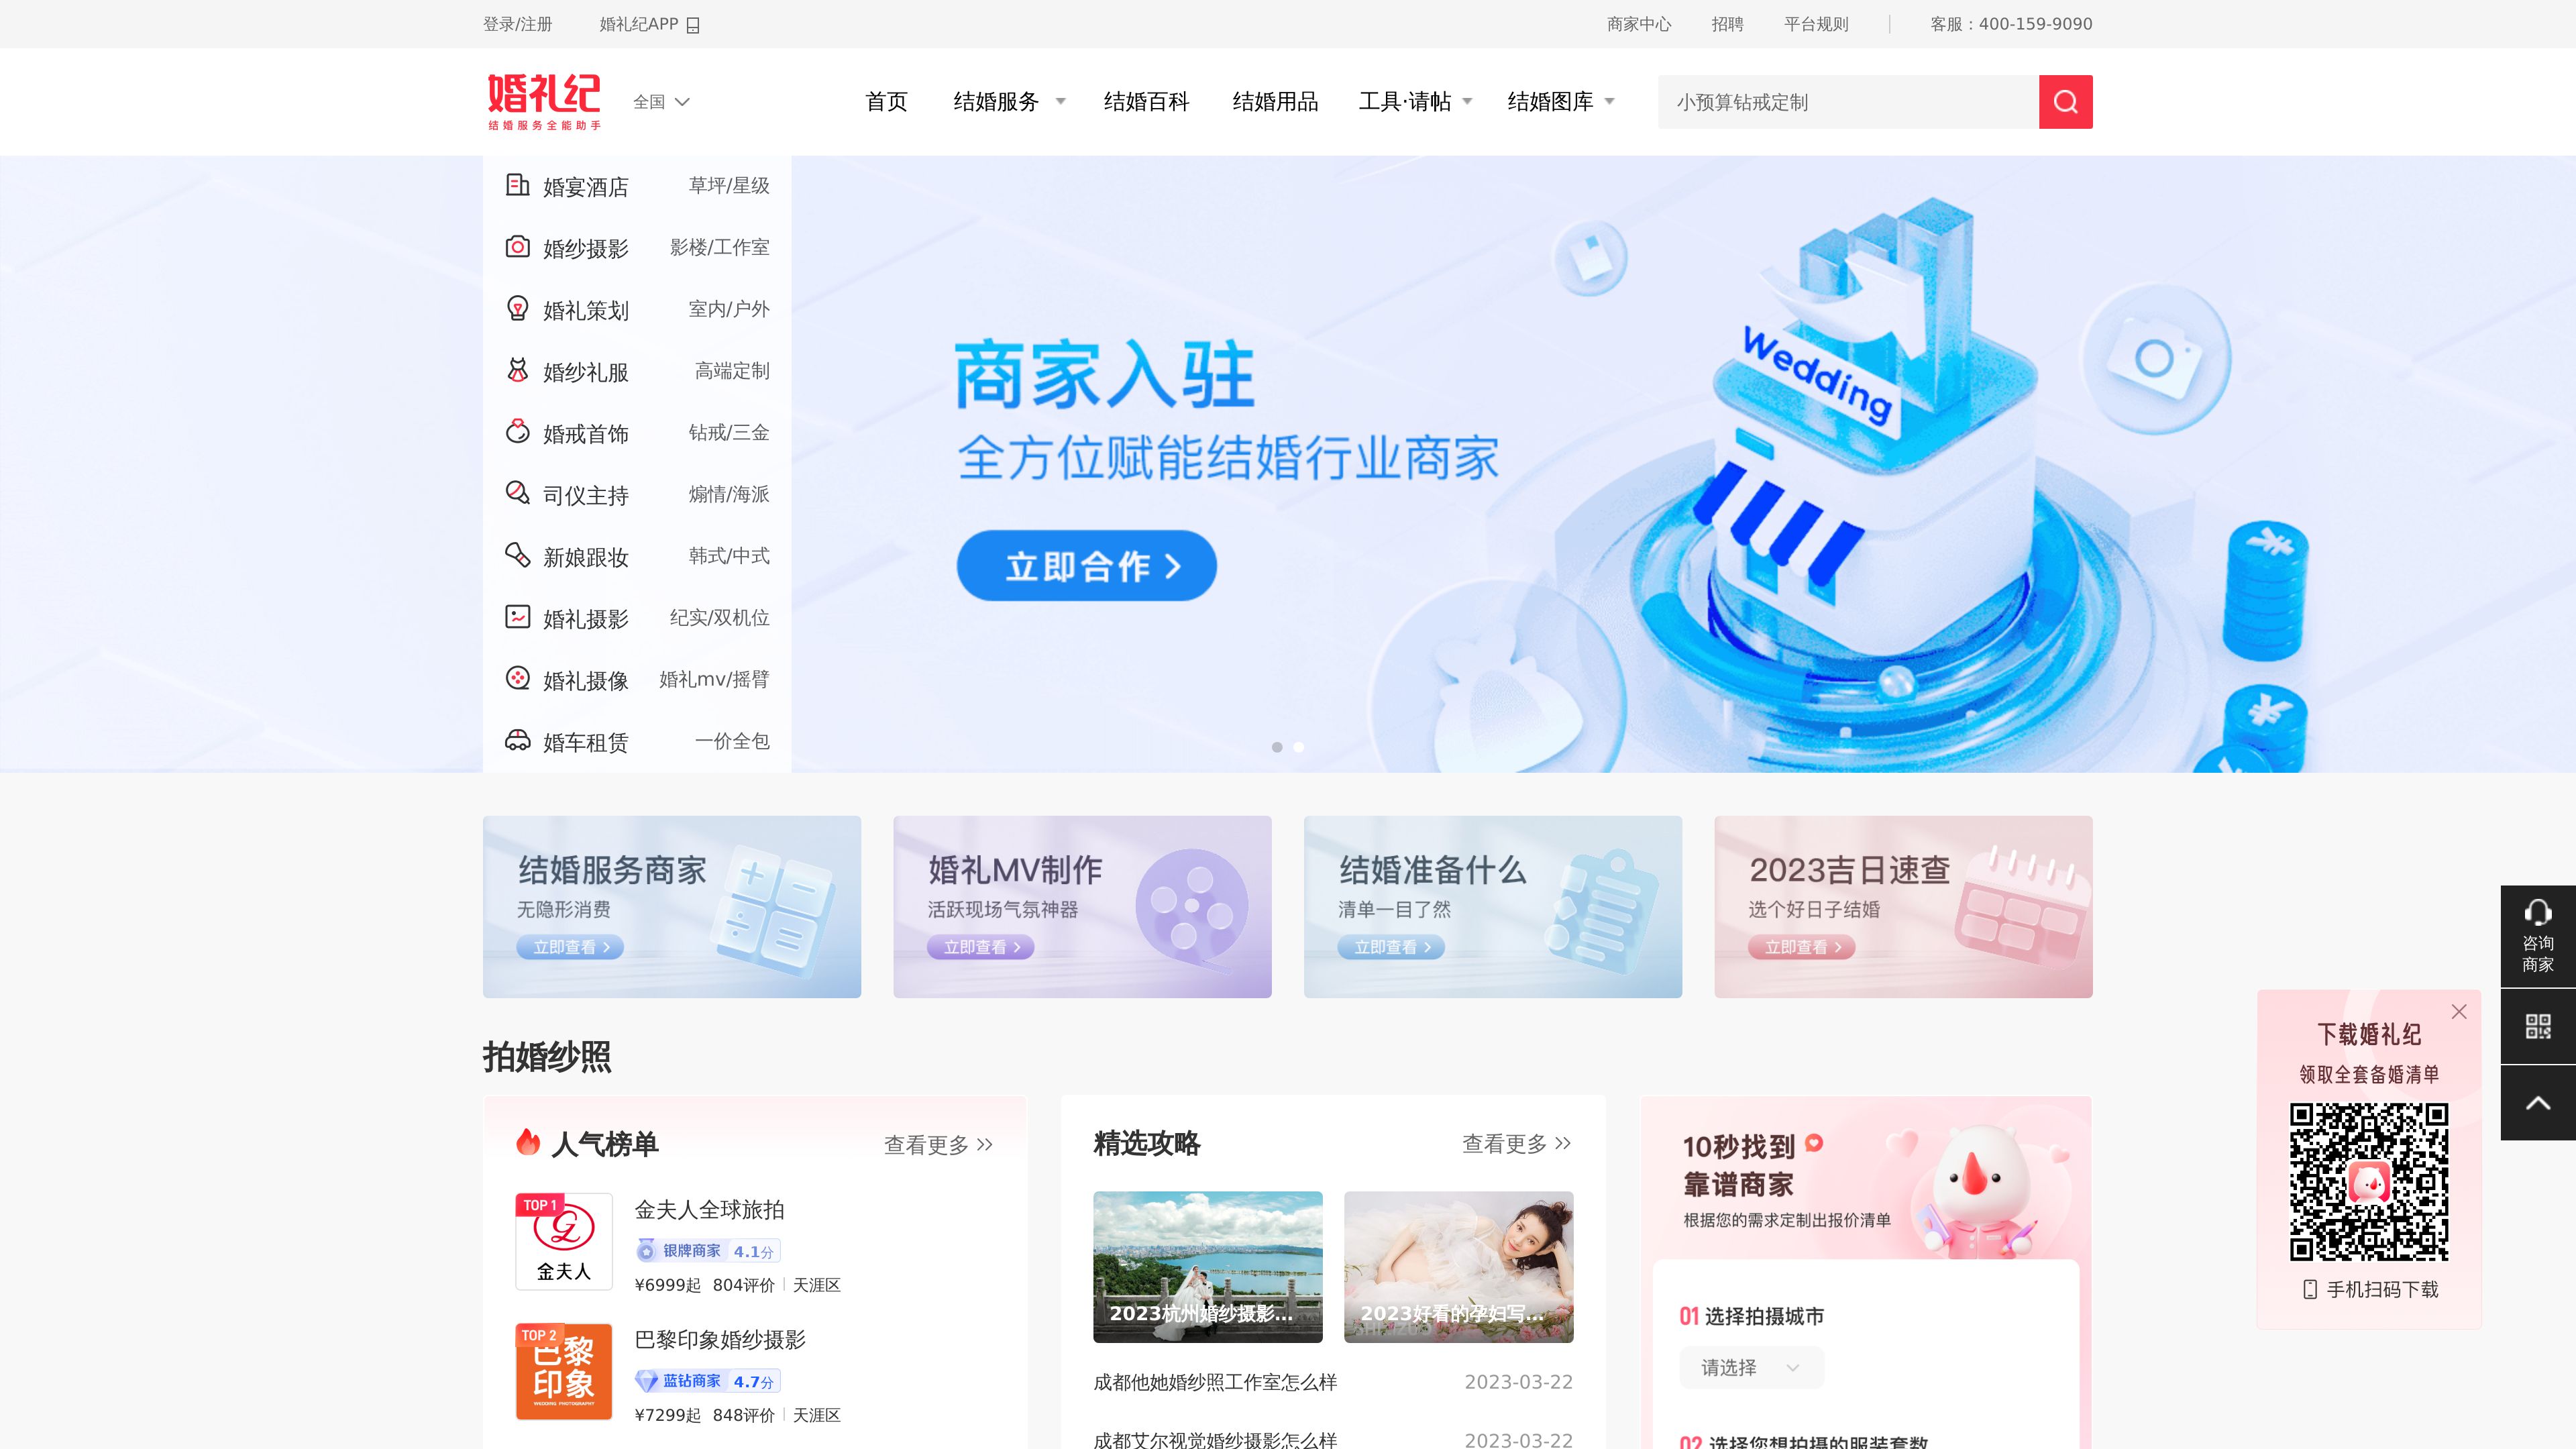 登录/注册
婚礼纪APP
商家中心
招聘
平台规则
客服：400-159-9090
婚礼纪
结婚服务全能助手
全国
首页
结婚服务
结婚百科
结婚用品
工具·请帖
结婚图库
小预算钻戒定制
婚宴酒店 草坪/星级
婚纱摄影 影楼/工作室
婚礼策划 室内/户外
婚纱礼服 高端定制
婚戒首饰 钻戒/三金
司仪主持 煽情/海派
新娘跟妆 韩式/中式
婚礼摄影 纪实/双机位
婚礼摄像 婚礼mv/摇臂
婚车租赁 一价全包
商家入驻
全方位赋能结婚行业商家
立即合作
Wedding
结婚服务商家
无隐形消费
立即查看
婚礼MV制作
活跃现场气氛神器
立即查看
结婚准备什么
清单一目了然
立即查看
2023吉日速查
选个好日子结婚
立即查看
咨询
商家
下载婚礼纪
领取全套备婚清单
手机扫码下载
拍婚纱照
人气榜单
查看更多
TOP 1
金夫人
金夫人全球旅拍
银牌商家 4.1分
¥6999起 804评价 天涯区
TOP 2
巴黎
印象
WEDDING PHOTOGRAPHY
巴黎印象婚纱摄影
蓝钻商家 4.7分
¥7299起 848评价 天涯区
精选攻略
查看更多
2023杭州婚纱摄影...
2023好看的孕妇写...
成都他她婚纱照工作室怎么样 2023-03-22
成都艾尔视觉婚纱摄影怎么样 2023-03-22
10秒找到
靠谱商家
根据您的需求定制出报价清单
01 选择拍摄城市
请选择
02 选择您想拍摄的服装套数